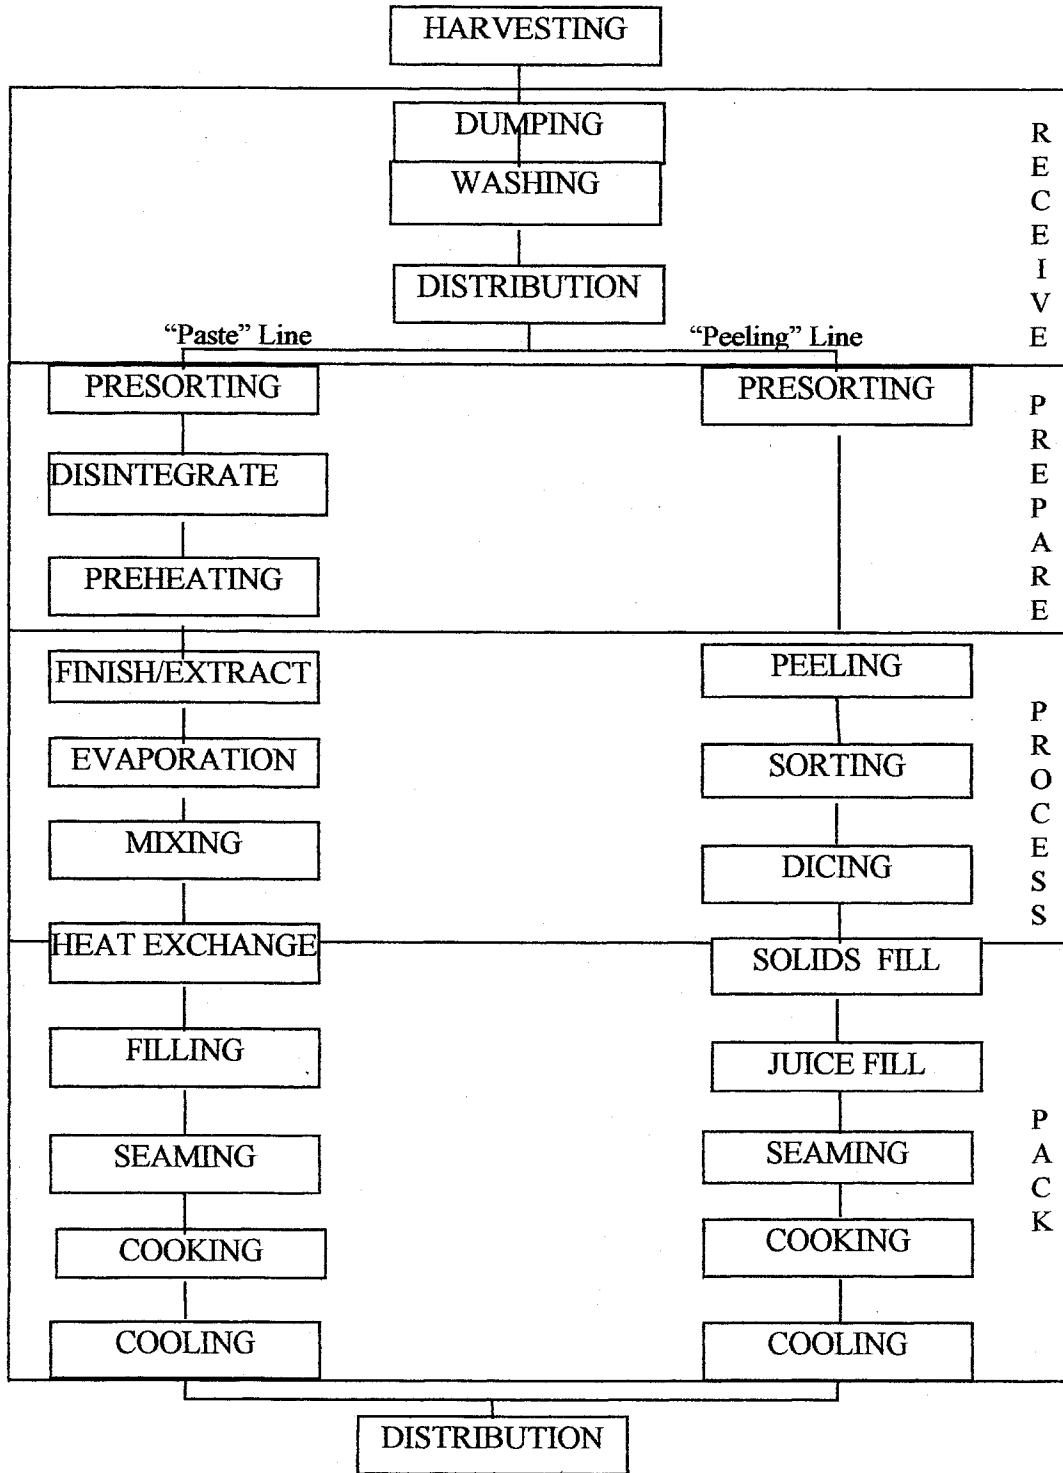 HARVESTING
DUMPING
WASHING
DISTRIBUTION
“Paste” Line
“Peeling” Line
RECEIVE
PRESORTING
PRESORTING
DISINTEGRATE
PREHEATING
PREPARE
FINISH/EXTRACT
PEELING
EVAPORATION
SORTING
MIXING
DICING
PROCESS
HEAT EXCHANGE
SOLIDS FILL
FILLING
JUICE FILL
SEAMING
SEAMING
COOKING
COOKING
COOLING
COOLING
PACK
DISTRIBUTION